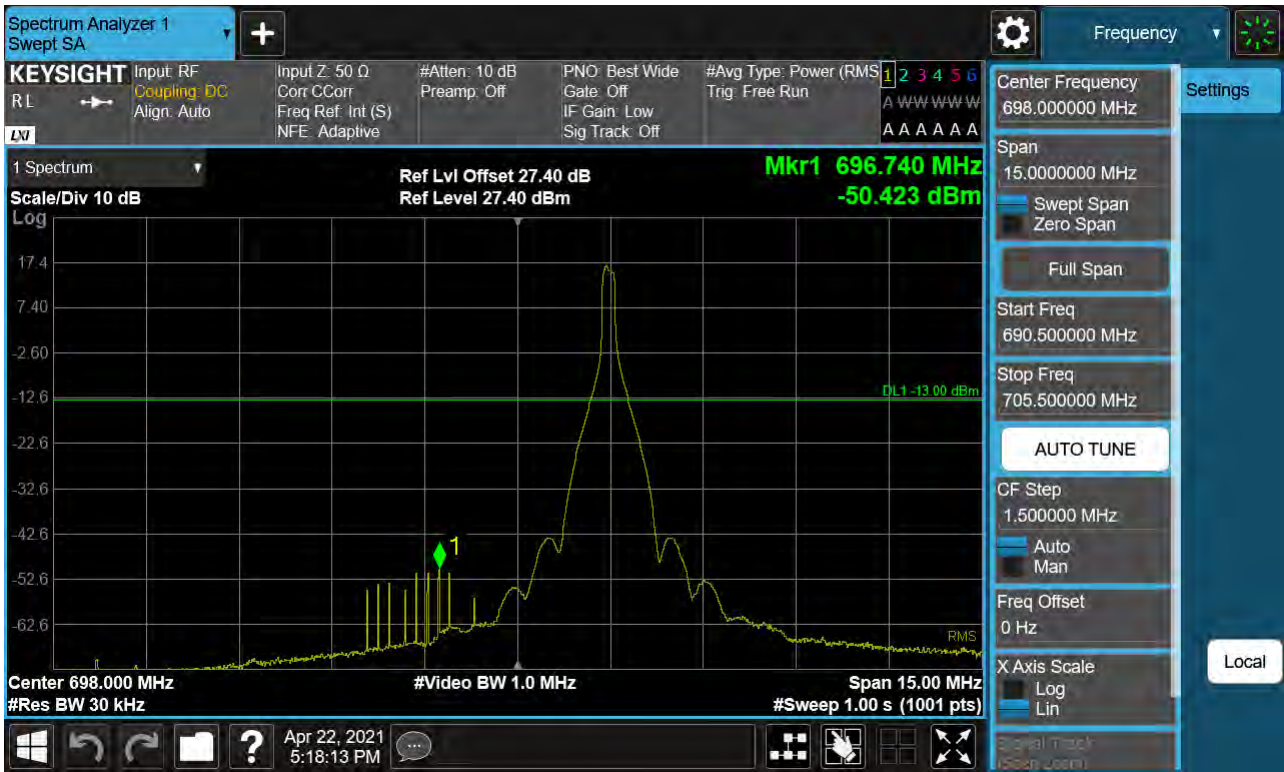 Spectrum Analyzer 1
Swept SA
+
Frequency
KEYSIGHT
RL
LXI
Input: RF
Coupling: DC
Align: Auto
Input Z: 50 Ω
Corr CCorr
Freq Ref: Int (S)
NFE: Adaptive
#Atten: 10 dB
Preamp: Off
PNO: Best Wide
Gate: Off
IF Gain: Low
Sig Track: Off
#Avg Type: Power (RMS
Trig: Free Run
1 2 3 4 5 6
A W W W W W
A A A A A A
1 Spectrum
Scale/Div 10 dB
Log
Ref Lvl Offset 27.40 dB
Ref Level 27.40 dBm
Mkr1 696.740 MHz
-50.423 dBm
17.4
7.40
-2.60
-12.6
-22.6
-32.6
-42.6
-52.6
-62.6
DL1 -13.00 dBm
1
RMS
Center 698.000 MHz
#Res BW 30 kHz
#Video BW 1.0 MHz
Span 15.00 MHz
#Sweep 1.00 s (1001 pts)
Center Frequency
698.000000 MHz
Span
15.0000000 MHz
Swept Span
Zero Span
Full Span
Start Freq
690.500000 MHz
Stop Freq
705.500000 MHz
AUTO TUNE
CF Step
1.500000 MHz
Auto
Man
Freq Offset
0 Hz
X Axis Scale
Log
Lin
Signal Track
(Span Zoom)
Settings
Local
?
Apr 22, 2021
5:18:13 PM